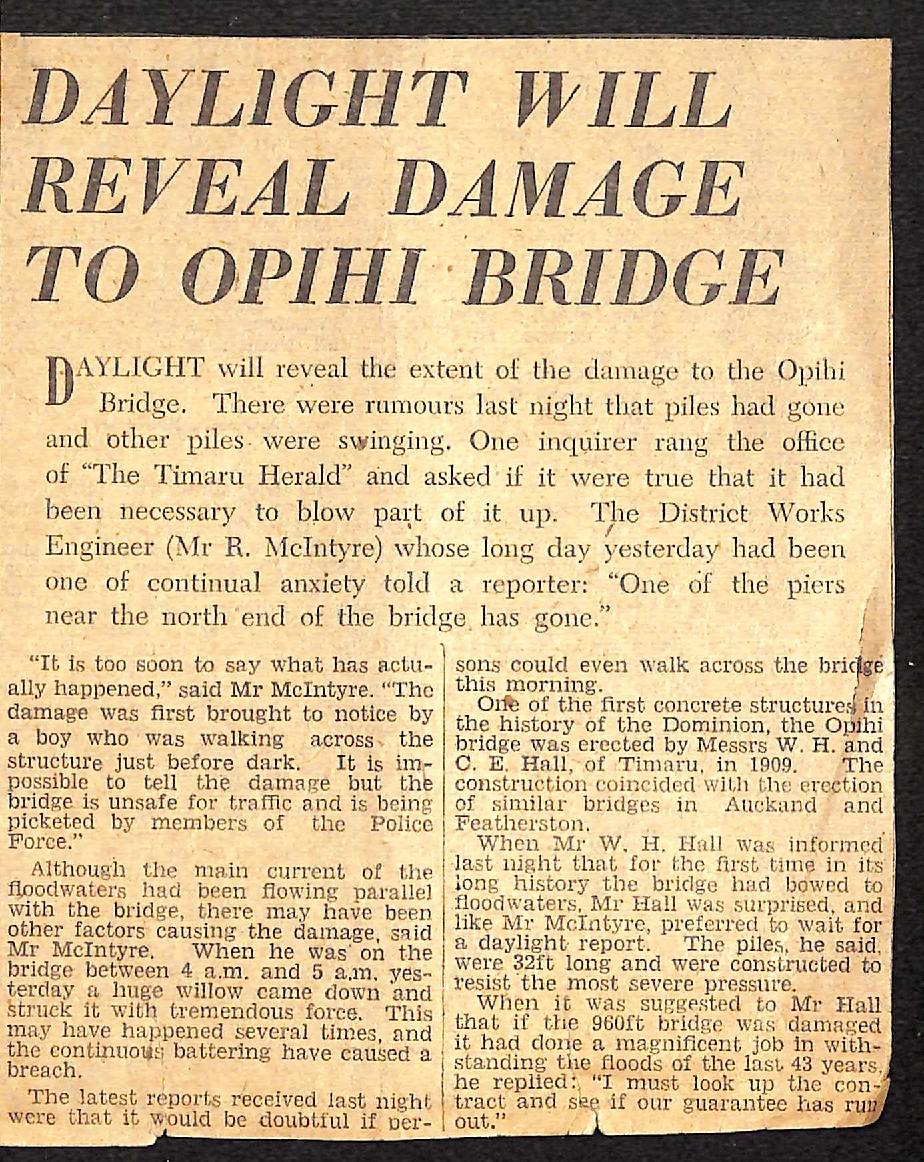 DAYLIGHT WILL
REVEAL DAMAGE
TO OPIHI BRIDGE
DAYLIGHT will reveal the extent of the damage to the Opihi
Bridge. There were rumours last night that piles had gone
and other piles were swinging. One inquirer rang the office
of “The Timaru Herald” and asked if it were true that it had
been necessary to blow part of it up. The District Works
Engineer (Mr R. McIntyre) whose long day yesterday had been
one of continual anxiety told a reporter: “One of the piers
near the north end of the bridge has gone.”
“It is too soon to say what has actu-
ally happened,” said Mr McIntyre. “The
damage was first brought to notice by
a boy who was walking across the
structure just before dark. It is im-
possible to tell the damage but the
bridge is unsafe for traffic and is being
picketed by members of the Police
Force.”
Although the main current of the
floodwaters had been flowing parallel
with the bridge, there may have been
other factors causing the damage, said
Mr McIntyre. When he was on the
bridge between 4 a.m. and 5 a.m. yes-
terday a huge willow came down and
struck it with tremendous force. This
may have happened several times, and
the continuous battering have caused a
breach.
The latest reports received last night
were that it would be doubtful if per-
sons could even walk across the bridge
this morning.
One of the first concrete structures in
the history of the Dominion, the Opihi
bridge was erected by Messrs W. H. and
C. E. Hall, of Timaru, in 1909. The
construction coincided with the erection
of similar bridges in Auckand and
Featherston.
When Mr W. H. Hall was informed
last night that for the first time in its
long history the bridge had bowed to
floodwaters, Mr Hall was surprised, and
like Mr McIntyre, preferred to wait for
a daylight report. The piles, he said,
were 32ft long and were constructed to
resist the most severe pressure.
When it was suggested to Mr Hall
that if the 960ft bridge was damaged
it had done a magnificent job in with-
standing the floods of the last 43 years,
he replied: “I must look up the con-
tract and see if our guarantee has run
out.”